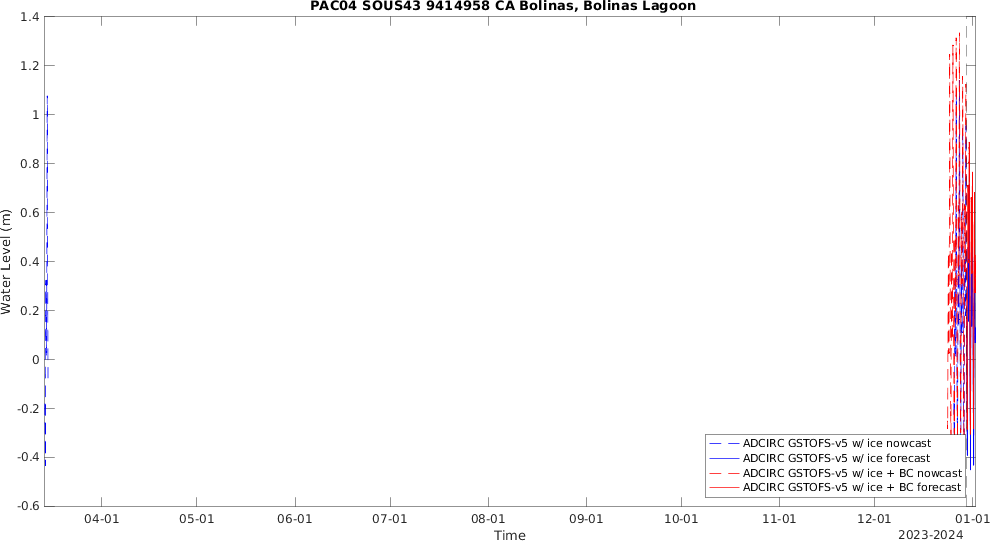 PAC04 SOUS43 9414958 CA Bolinas, Bolinas Lagoon
Water Level (m)
1.4
1.2
1
0.8
0.6
0.4
0.2
0
-0.2
-0.4
-0.6
ADCIRC GSTOFS-v5 w/ ice nowcast
ADCIRC GSTOFS-v5 w/ ice forecast
ADCIRC GSTOFS-v5 w/ ice + BC nowcast
ADCIRC GSTOFS-v5 w/ ice + BC forecast
04-01 05-01 06-01 07-01 08-01 09-01 10-01 11-01 12-01 01-01
2023-2024
Time